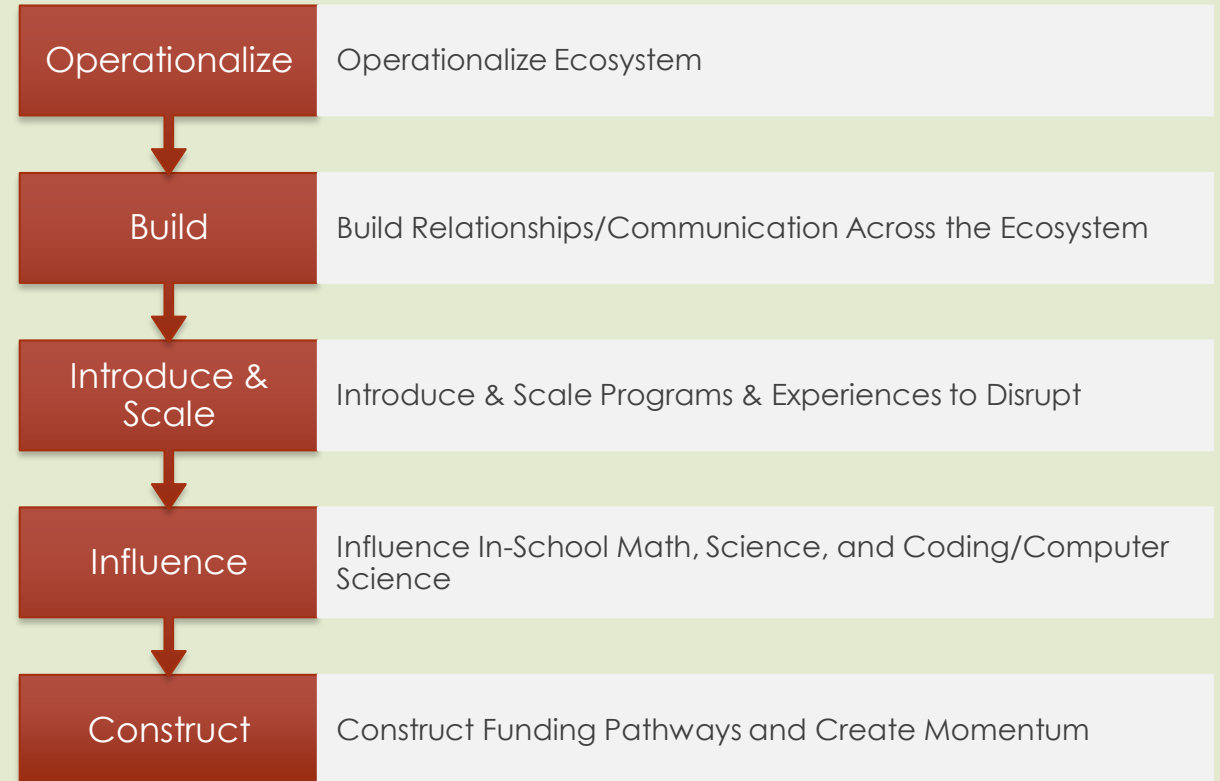 Operationalize
Operationalize Ecosystem
Build
Build Relationships/Communication Across the Ecosystem
Introduce &
Scale
Introduce & Scale Programs & Experiences to Disrupt
Influence
Influence In-School Math, Science, and Coding/Computer
Science
Construct
Construct Funding Pathways and Create Momentum